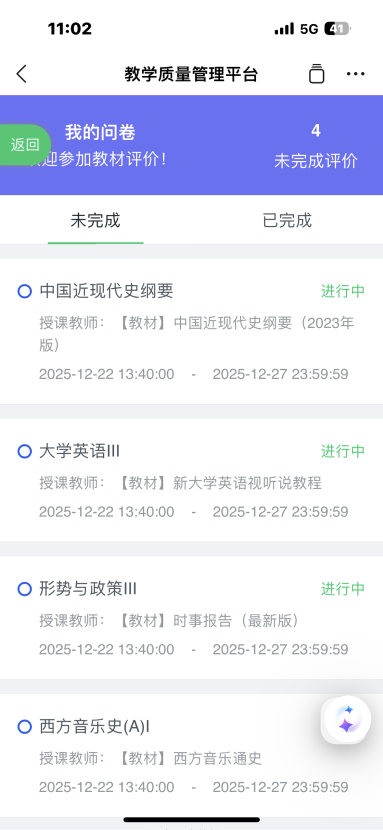 11:02
5G
41
教学质量管理平台
我的问卷
4
返回
迎参加教材评价！
未完成评价
未完成
已完成
中国近现代史纲要
进行中
授课教师：【教材】中国近现代史纲要（2023年
版）
2025-12-22 13:40:00 - 2025-12-27 23:59:59
大学英语III
进行中
授课教师：【教材】新大学英语视听说教程
2025-12-22 13:40:00 - 2025-12-27 23:59:59
形势与政策III
进行中
授课教师：【教材】时事报告（最新版）
2025-12-22 13:40:00 - 2025-12-27 23:59:59
西方音乐史(A)I
授课教师：【教材】西方音乐通史
2025-12-22 13:40:00 - 2025-12-27 23:59:59